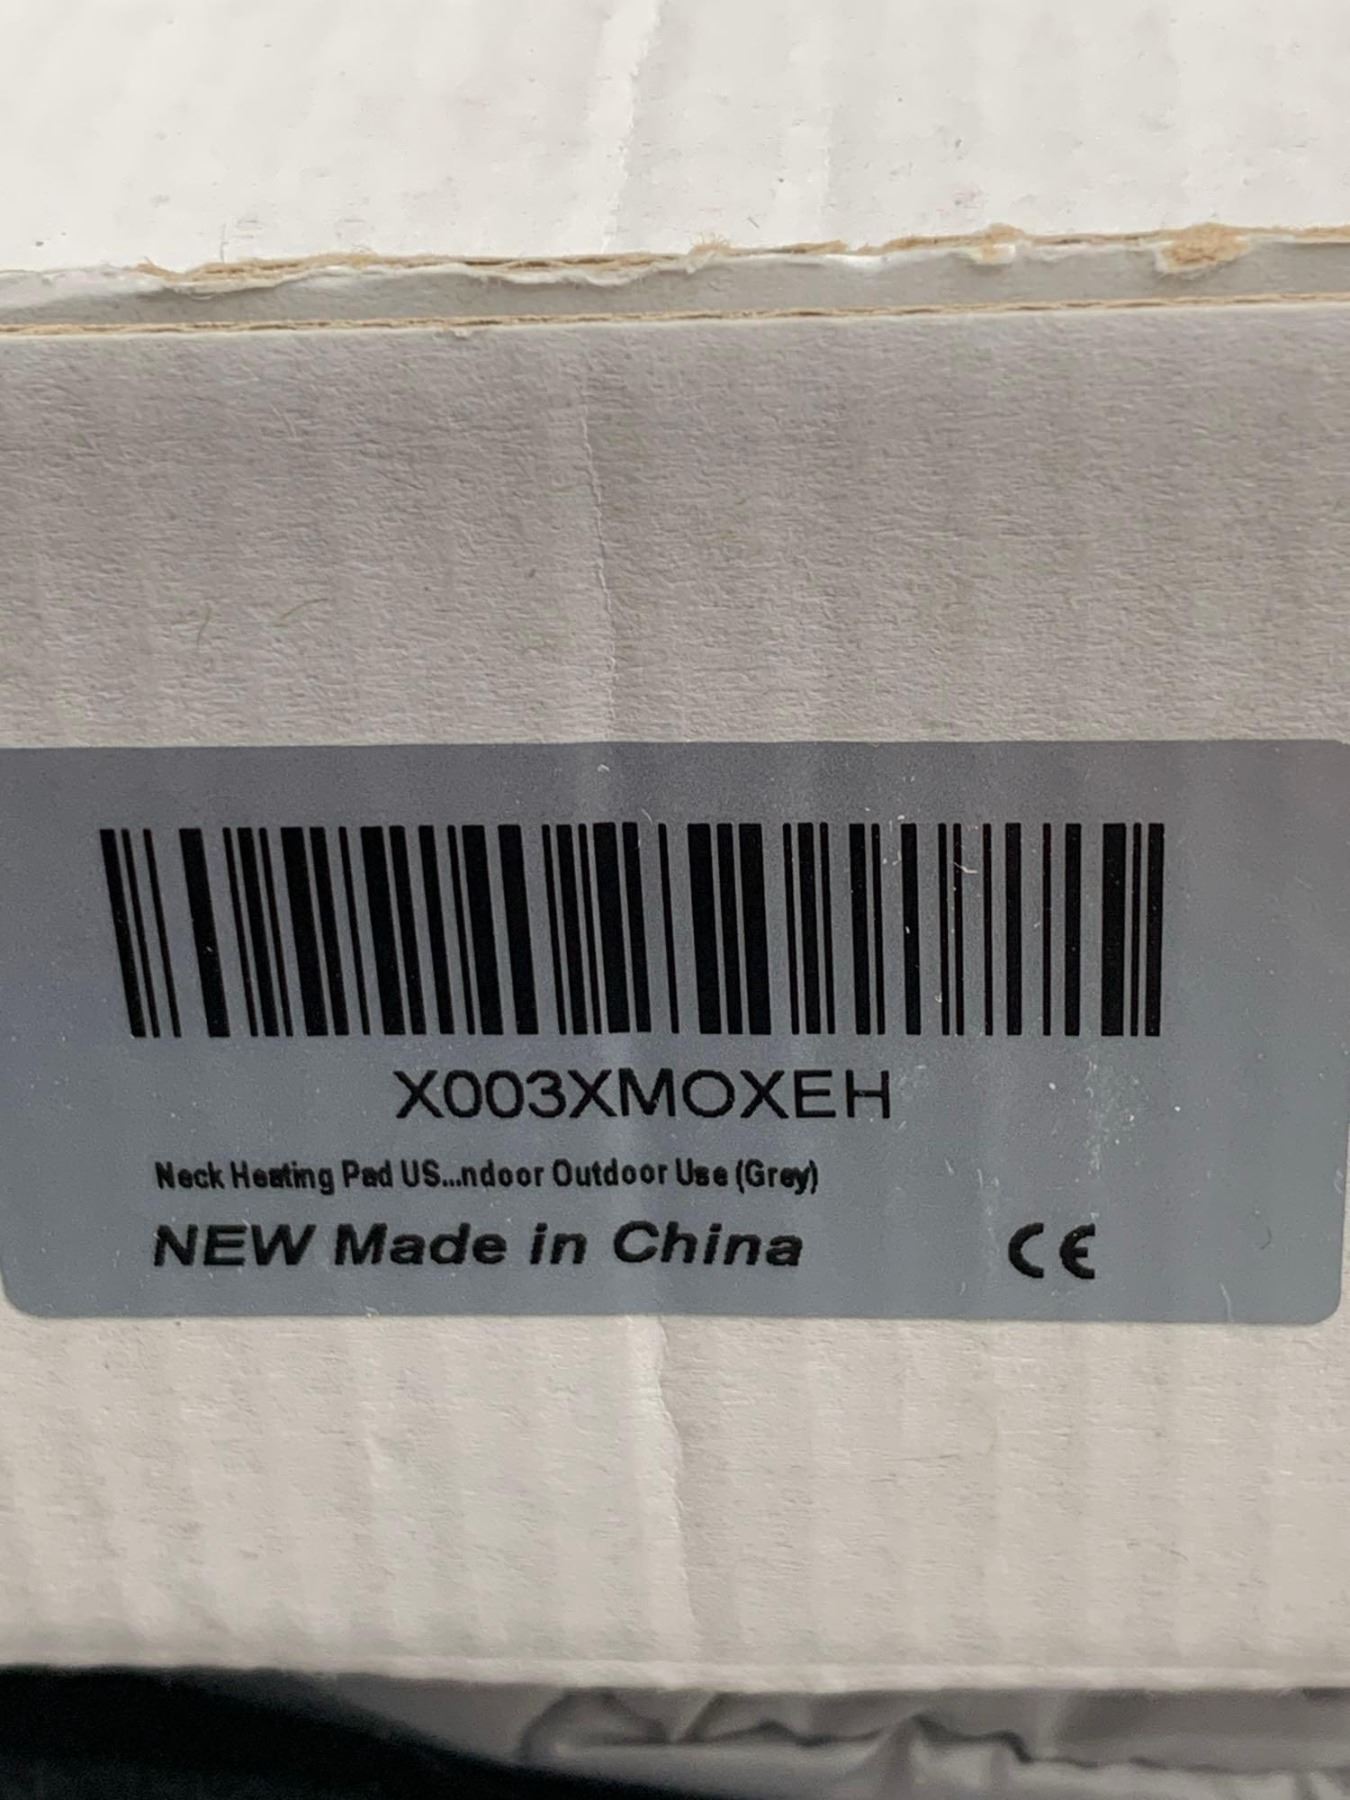 X003XMOXEH
Neck Heating Pad US...ndoor Outdoor Use (Grey)
NEW Made in China CE